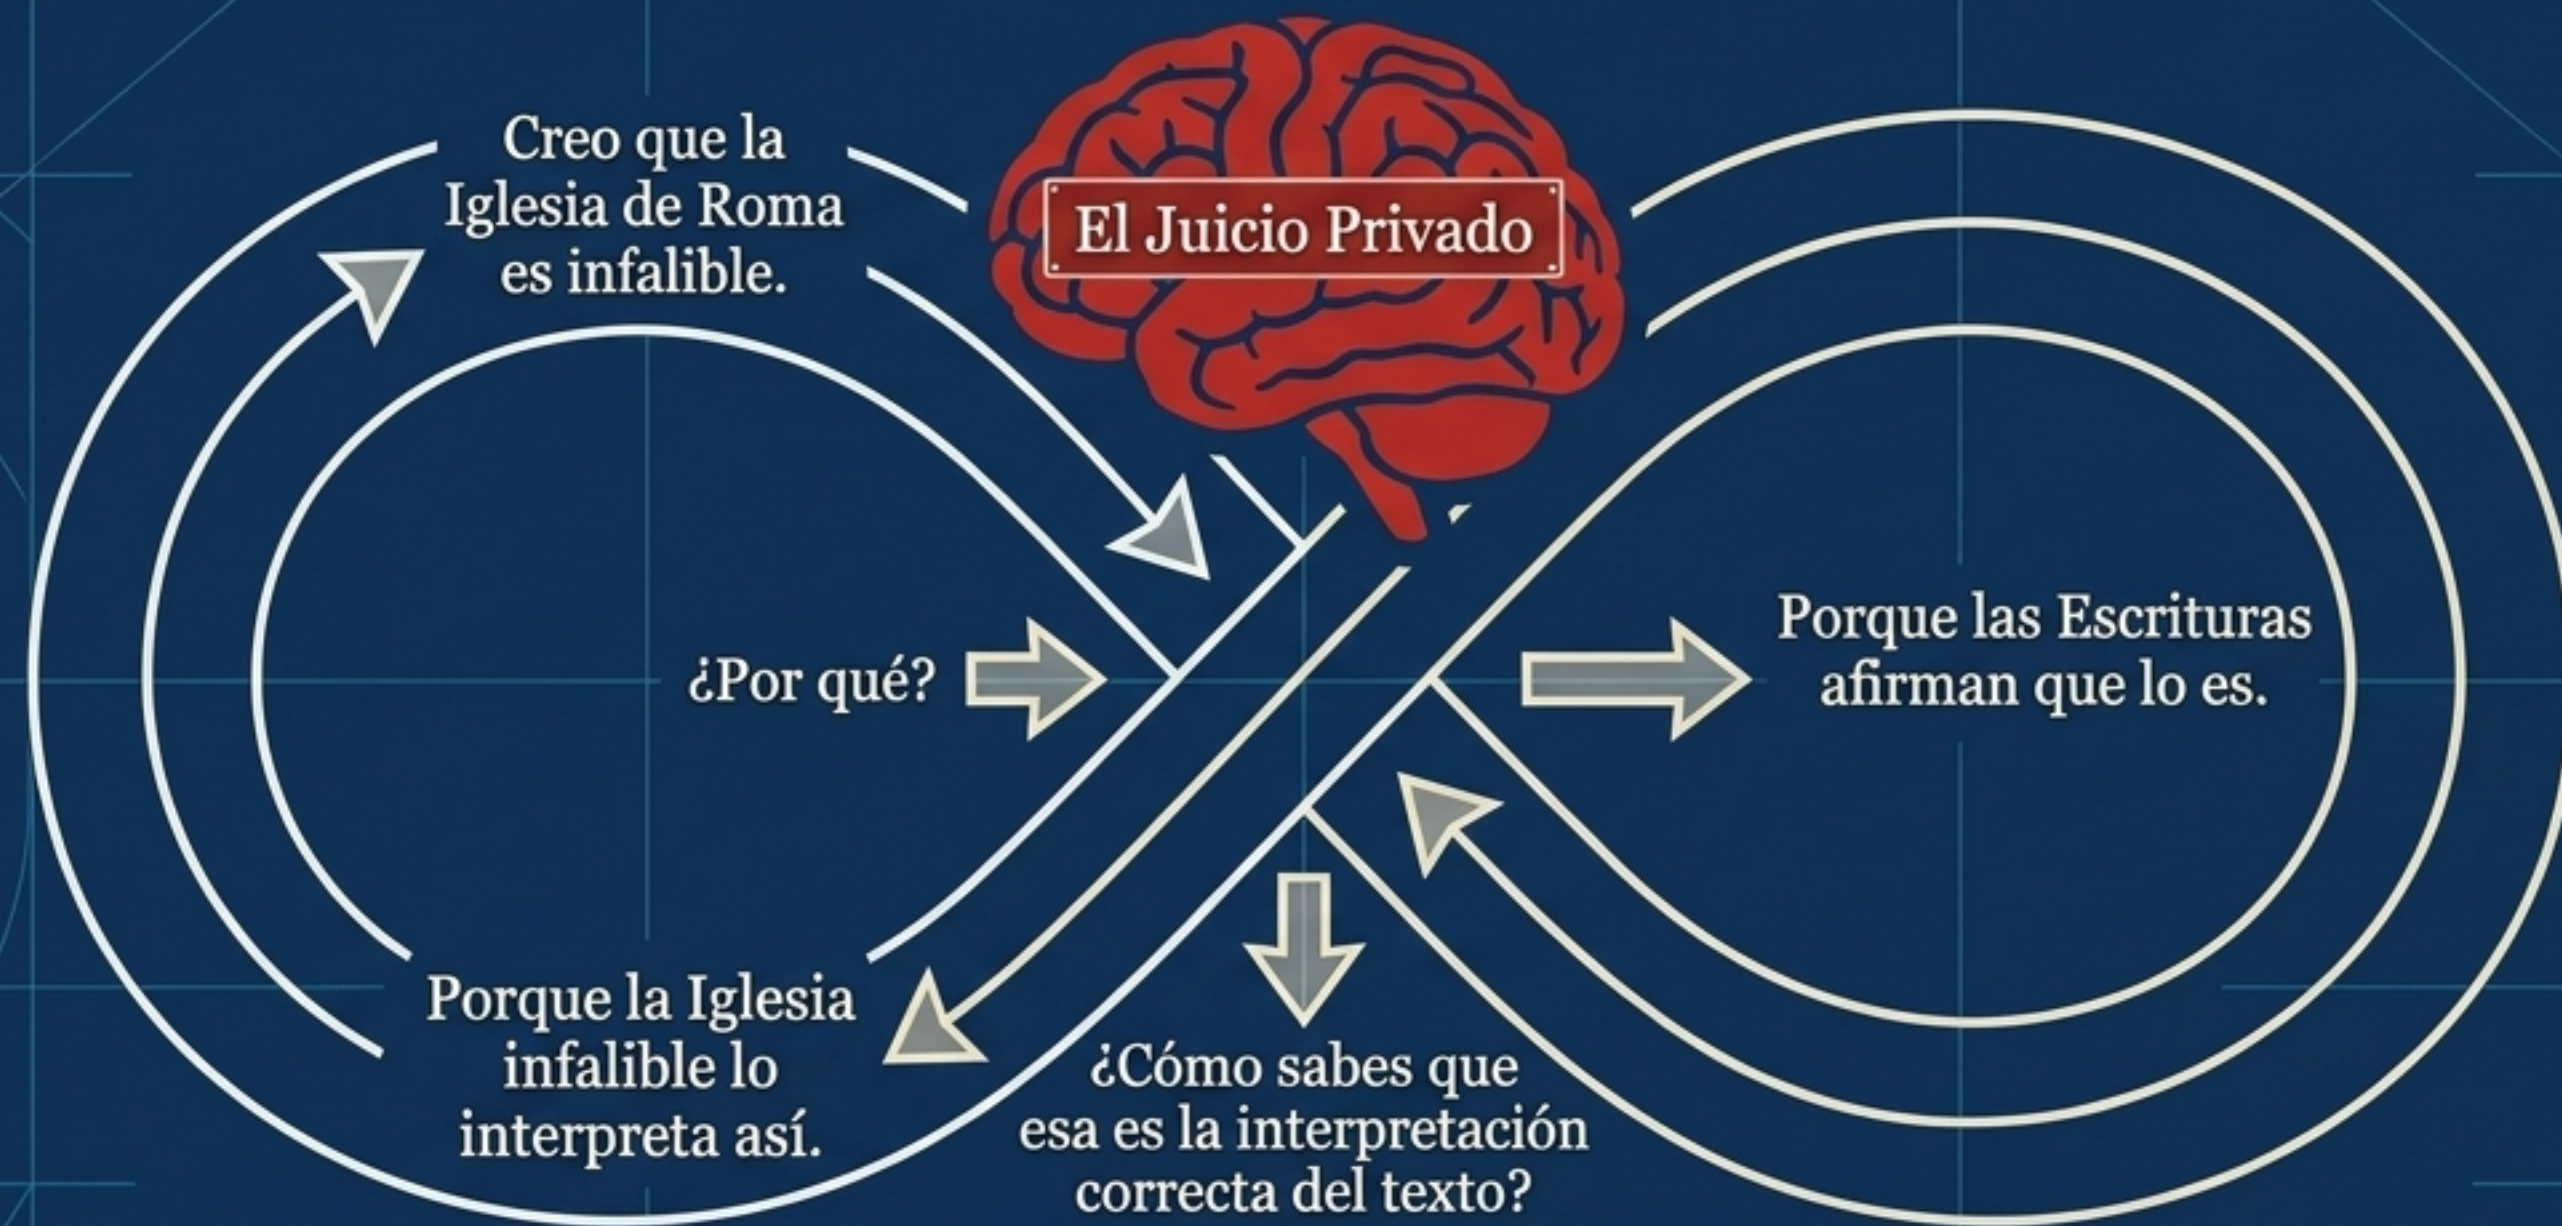 Creo que la
Iglesia de Roma
es infalible.
El Juicio Privado
¿Por qué?
Porque las Escrituras
afirman que lo es.
¿Cómo sabes que
esa es la interpretación
correcta del texto?
Porque la Iglesia
infalible lo
interpreta así.